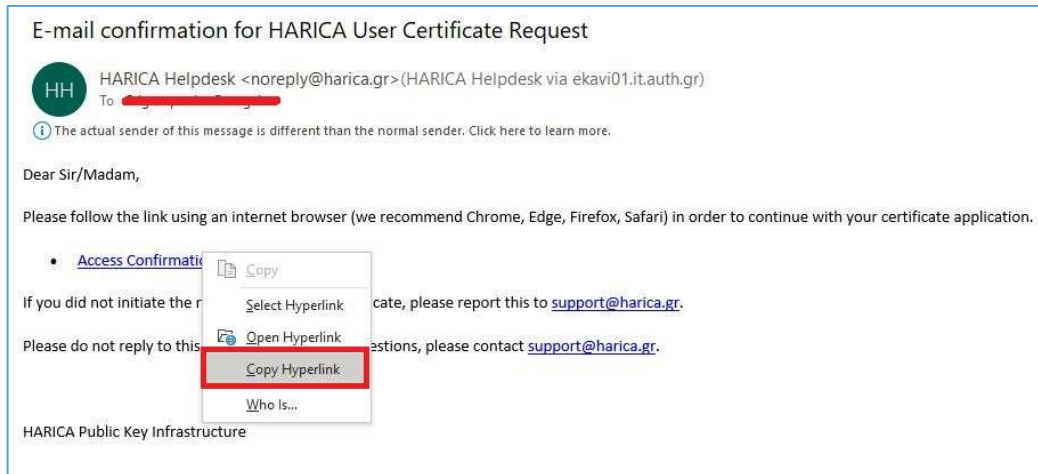 E-mail confirmation for HARICA User Certificate Request
HH
HARICA Helpdesk <noreply@harica.gr>(HARICA Helpdesk via ekavi01.it.auth.gr)
To
The actual sender of this message is different than the normal sender. Click here to learn more.
Dear Sir/Madam,
Please follow the link using an internet browser (we recommend Chrome, Edge, Firefox, Safari) in order to continue with your certificate application.
• Access Confirmatio
Copy
If you did not initiate the r
Select Hyperlink
cate, please report this to support@harica.gr.
Open Hyperlink
Please do not reply to this
estions, please contact support@harica.gr.
Copy Hyperlink
Who Is...
HARICA Public Key Infrastructure